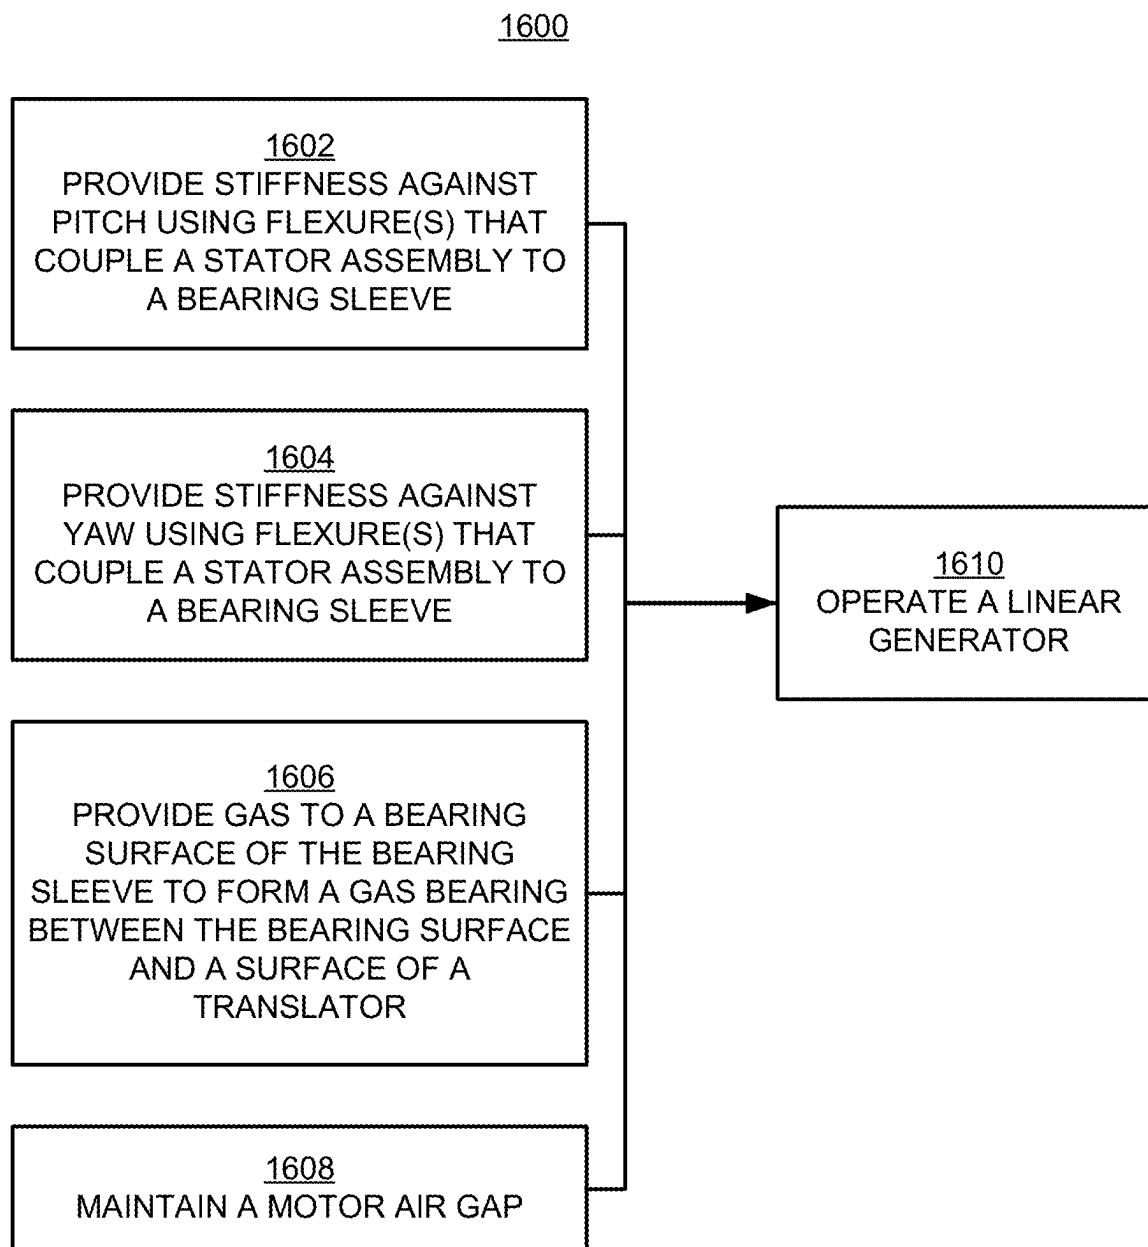 1600
1602
PROVIDE STIFFNESS AGAINST
PITCH USING FLEXURE(S) THAT
COUPLE A STATOR ASSEMBLY TO
A BEARING SLEEVE
1604
PROVIDE STIFFNESS AGAINST
YAW USING FLEXURE(S) THAT
COUPLE A STATOR ASSEMBLY TO
A BEARING SLEEVE
1606
PROVIDE GAS TO A BEARING
SURFACE OF THE BEARING
SLEEVE TO FORM A GAS BEARING
BETWEEN THE BEARING SURFACE
AND A SURFACE OF A
TRANSLATOR
1608
MAINTAIN A MOTOR AIR GAP
1610
OPERATE A LINEAR
GENERATOR